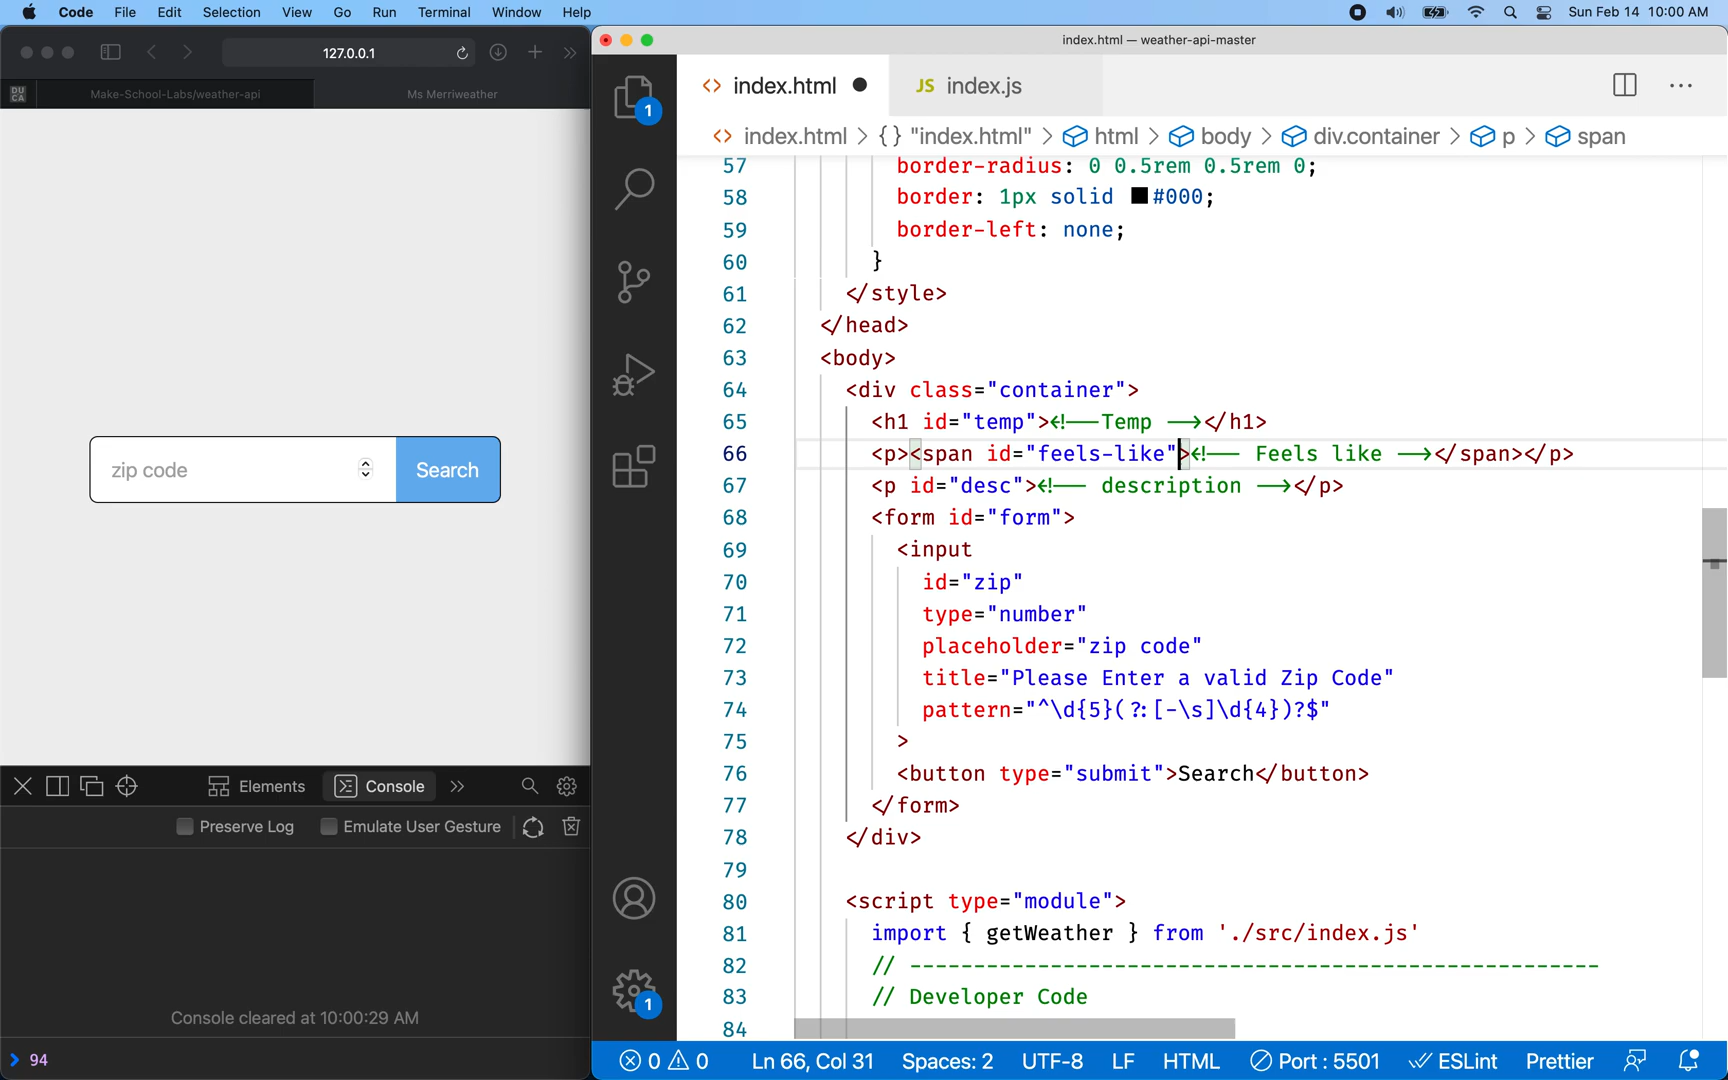 Code File Edit Selection View Go Run Terminal Window Help Sun Feb 14 10:00 AM
127.0.0.1
DU CA Make-School-Labs/weather-api Ms Merriweather
zip code Search
Elements Console
Preserve Log Emulate User Gesture
Console cleared at 10:00:29 AM
94
index.html — weather-api-master
1
index.html JS index.js
index.html > {} "index.html" > html > body > div.container > p > span
57 border-radius: 0 0.5rem 0.5rem 0;
58 border: 1px solid #000;
59 border-left: none;
60 }
61 </style>
62 </head>
63 <body>
64 <div class="container">
65 <h1 id="temp"><!--Temp --></h1>
66 <p><span id="feels-like"><!-- Feels like --></span></p>
67 <p id="desc"><!-- description --></p>
68 <form id="form">
69 <input
70 id="zip"
71 type="number"
72 placeholder="zip code"
73 title="Please Enter a valid Zip Code"
74 pattern="^\d{5}(?:[-\s]\d{4})?$"
75 >
76 <button type="submit">Search</button>
77 </form>
78 </div>
79
80 <script type="module">
81 import { getWeather } from './src/index.js'
82 // ------------------------------------------------------
83 // Developer Code
84
1
0 0 Ln 66, Col 31 Spaces: 2 UTF-8 LF HTML Port : 5501 ESLint Prettier